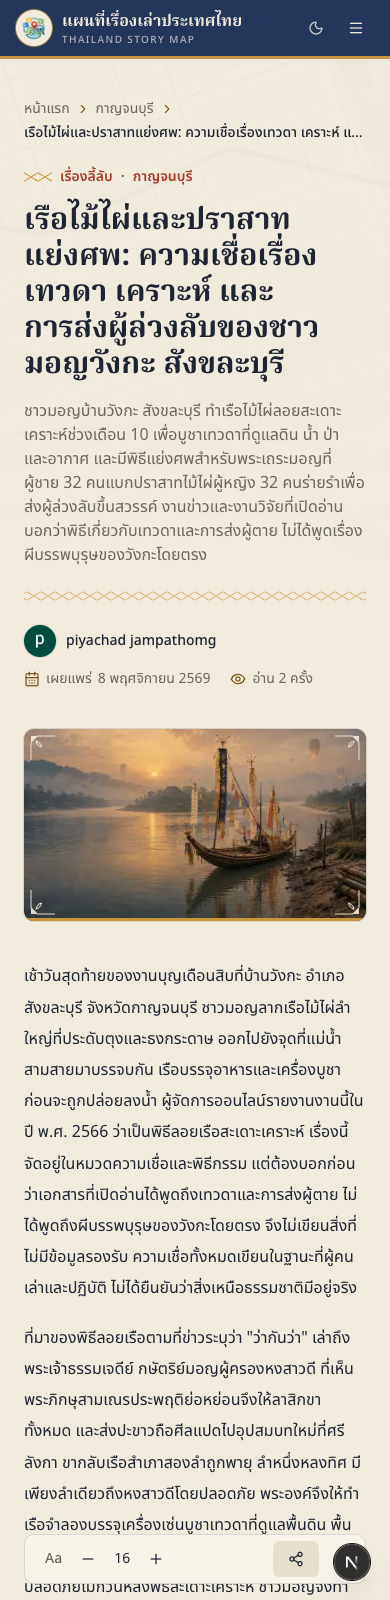 แผนที่เรื่องเล่าประเทศไทย
THAILAND STORY MAP
หน้าแรก > กาญจนบุรี >
เรือไม้ไผ่และปราสาทแย่งศพ: ความเชื่อเรื่องเทวดา เคราะห์ แ...
เรื่องลี้ลับ · กาญจนบุรี
เรือไม้ไผ่และปราสาท
แย่งศพ: ความเชื่อเรื่อง
เทวดา เคราะห์ และ
การส่งผู้ล่วงลับของชาว
มอญวังกะ สังขละบุรี
ชาวมอญบ้านวังกะ สังขละบุรี ทำเรือไม้ไผ่ลอยสะเดาะ
เคราะห์ช่วงเดือน 10 เพื่อบูชาเทวดาที่ดูแลดิน น้ำ ป่า
และอากาศ และมีพิธีแย่งศพสำหรับพระเถระมอญที่
ผู้ชาย 32 คนแบกปราสาทไม้ไผ่ผู้หญิง 32 คนร่ายรำเพื่อ
ส่งผู้ล่วงลับขึ้นสวรรค์ งานข่าวและงานวิจัยที่เปิดอ่าน
บอกว่าพิธีเกี่ยวกับเทวดาและการส่งผู้ตาย ไม่ได้พูดเรื่อง
ผีบรรพบุรุษของวังกะโดยตรง
p
piyachad jampathomg
เผยแพร่ 8 พฤศจิกายน 2569
อ่าน 2 ครั้ง
เช้าวันสุดท้ายของงานบุญเดือนสิบที่บ้านวังกะ อำเภอ
สังขละบุรี จังหวัดกาญจนบุรี ชาวมอญลากเรือไม้ไผ่ลำ
ใหญ่ที่ประดับตุงและธงกระดาษ ออกไปยังจุดที่แม่น้ำ
สามสายมาบรรจบกัน เรือบรรจุอาหารและเครื่องบูชา
ก่อนจะถูกปล่อยลงน้ำ ผู้จัดการออนไลน์รายงานงานนี้ใน
ปี พ.ศ. 2566 ว่าเป็นพิธีลอยเรือสะเดาะเคราะห์ เรื่องนี้
จัดอยู่ในหมวดความเชื่อและพิธีกรรม แต่ต้องบอกก่อน
ว่าเอกสารที่เปิดอ่านได้พูดถึงเทวดาและการส่งผู้ตาย ไม่
ได้พูดถึงผีบรรพบุรุษของวังกะโดยตรง จึงไม่เขียนสิ่งที่
ไม่มีข้อมูลรองรับ ความเชื่อทั้งหมดเขียนในฐานะที่ผู้คน
เล่าและปฏิบัติ ไม่ได้ยืนยันว่าสิ่งเหนือธรรมชาติมีอยู่จริง
ที่มาของพิธีลอยเรือตามที่ข่าวระบุว่า "ว่ากันว่า" เล่าถึง
พระเจ้าธรรมเจดีย์ กษัตริย์มอญผู้ครองหงสาวดี ที่เห็น
พระภิกษุสามเณรประพฤติย่อหย่อนจึงให้ลาสิกขา
ทั้งหมด และส่งปะขาวถือศีลแปดไปอุปสมบทใหม่ที่ศรี
ลังกา ขากลับเรือสำเภาสองลำถูกพายุ ลำหนึ่งหลงทิศ มี
เพียงลำเดียวถึงหงสาวดีโดยปลอดภัย พระองค์จึงให้ทำ
เรือจำลองบรรจุเครื่องเซ่นบูชาเทวดาที่ดูแลพื้นดิน พื้น
Aa
16
N